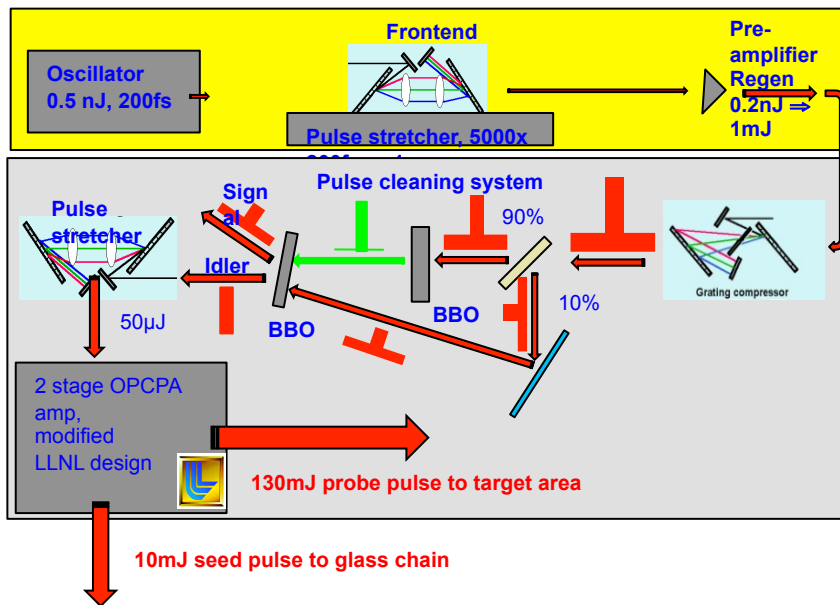 Frontend
Oscillator
0.5 nJ, 200fs
Pulse stretcher, 5000x
Pre-
amplifier
Regen
0.2nJ ⇒
1mJ
Pulse cleaning system
Sign
al
Pulse
stretcher
Idler
90%
10%
Grating compressor
BBO
BBO
50µJ
2 stage OPCPA
amp,
modified
LLNL design
130mJ probe pulse to target area
10mJ seed pulse to glass chain